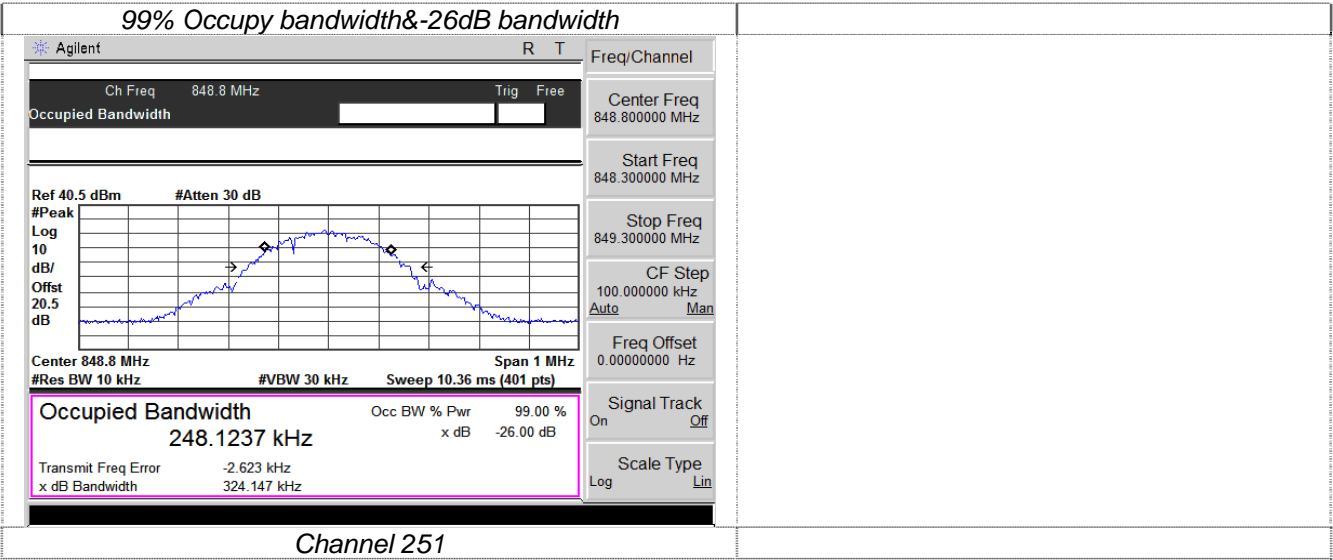 99% Occupy bandwidth&-26dB bandwidth
Agilent R T
Freq/Channel
Ch Freq 848.8 MHz Trig Free
Occupied Bandwidth
Center Freq
848.800000 MHz
Start Freq
848.300000 MHz
Stop Freq
849.300000 MHz
CF Step
100.000000 kHz
Auto Man
Freq Offset
0.00000000 Hz
Signal Track
On Off
Scale Type
Log Lin
Ref 40.5 dBm #Atten 30 dB
#Peak
Log
10
dB/
Offst
20.5
dB
Center 848.8 MHz Span 1 MHz
#Res BW 10 kHz #VBW 30 kHz Sweep 10.36 ms (401 pts)
Occupied Bandwidth Occ BW % Pwr 99.00 %
248.1237 kHz x dB -26.00 dB
Transmit Freq Error -2.623 kHz
x dB Bandwidth 324.147 kHz
Channel 251